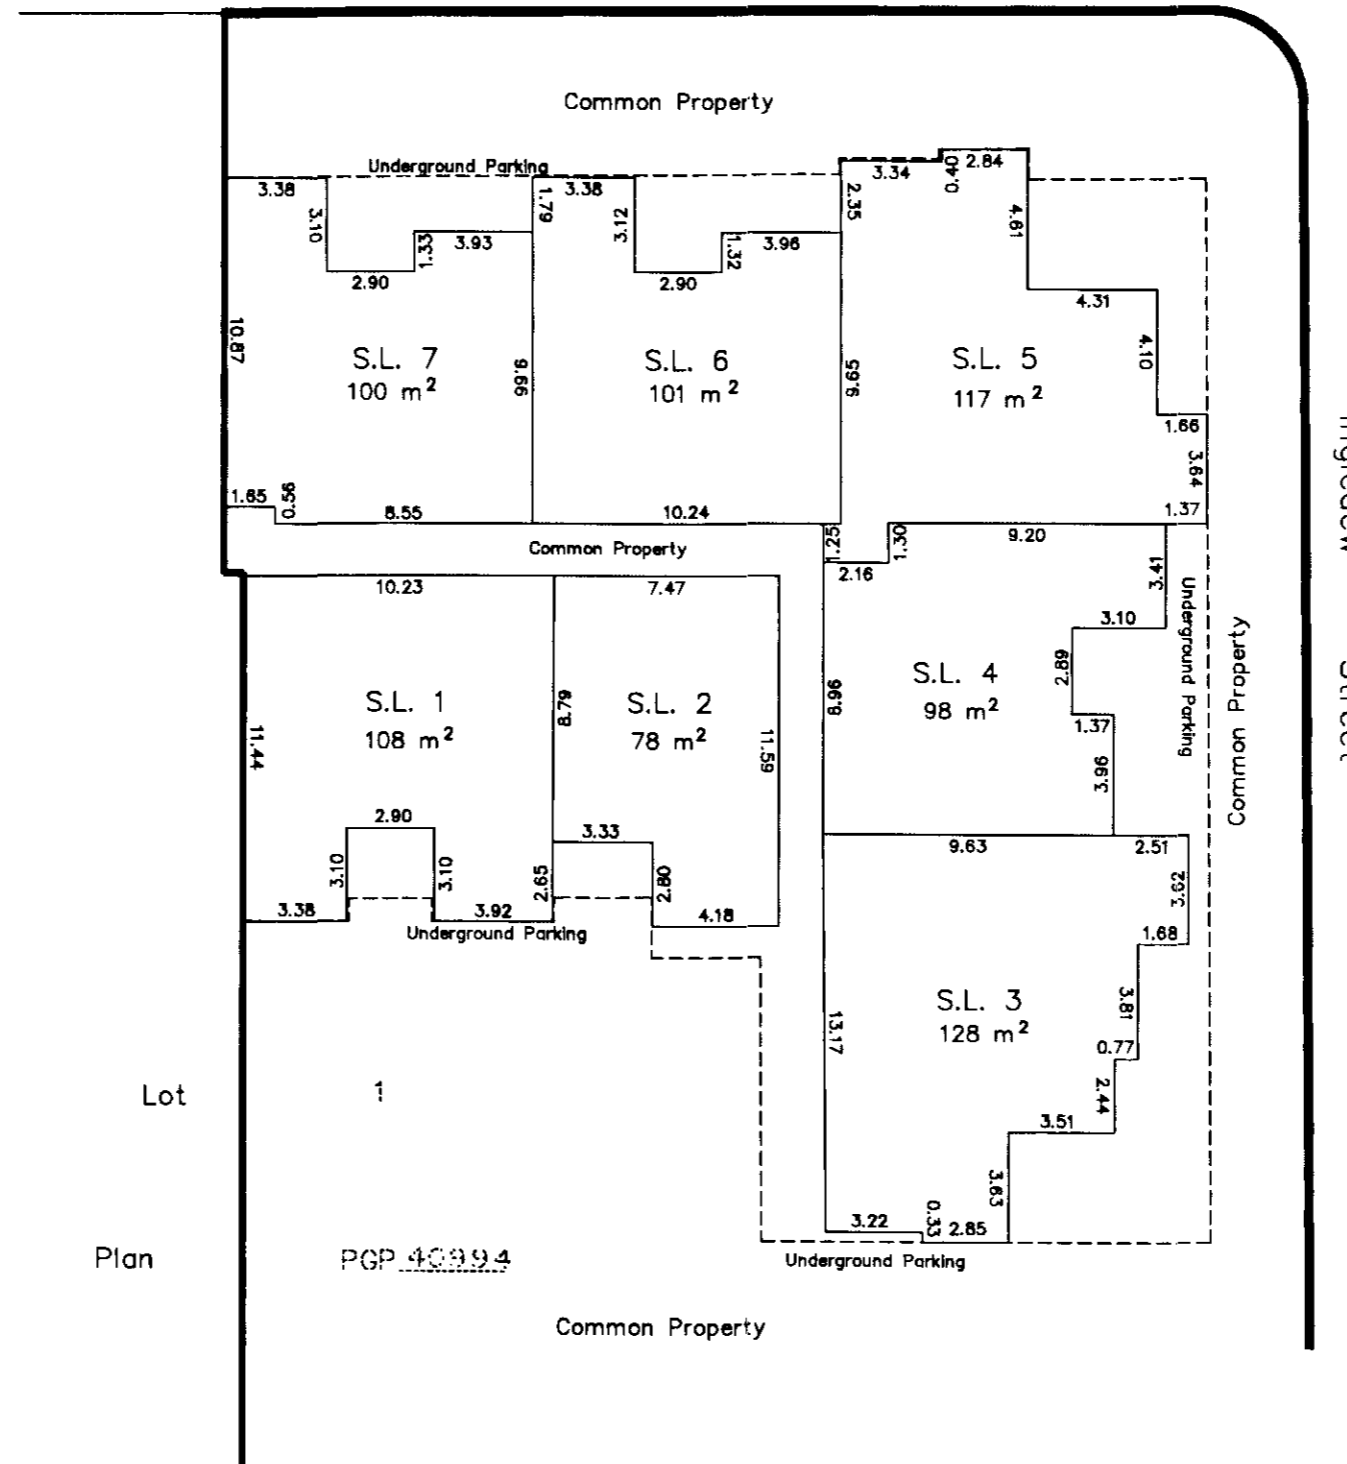 Common Property
Underground Parking
3.38
3.10
2.90
1.33
3.93
1.79
3.38
3.12
2.90
1.32
3.96
2.35
3.34
0.40
2.84
4.61
4.31
4.10
1.66
3.64
1.37
10.87
S.L. 7
100 m²
9.66
S.L. 6
101 m²
9.65
S.L. 5
117 m²
1.65
0.56
8.55
10.24
Common Property
1.25
2.16
1.30
9.20
3.41
3.10
2.89
1.37
3.96
Underground Parking
Common Property
10.23
7.47
11.44
S.L. 1
108 m²
8.79
S.L. 2
78 m²
11.59
8.96
S.L. 4
98 m²
2.90
3.10
3.10
3.38
3.92
2.65
3.33
2.80
4.18
Underground Parking
9.63
2.51
3.62
1.68
3.81
0.77
2.44
3.51
3.63
13.17
S.L. 3
128 m²
3.22
0.33
2.85
Underground Parking
Lot 1
Plan PGP 40994
Common Property